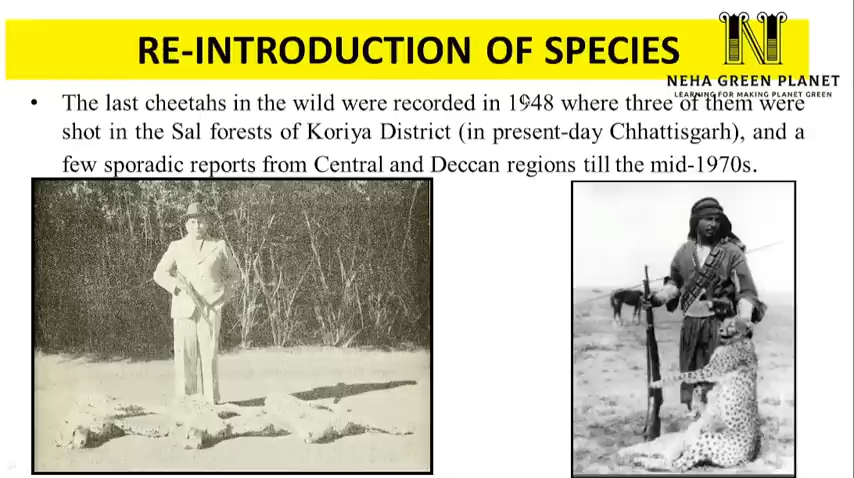 RE-INTRODUCTION OF SPECIES
N
NEHA GREEN PLANET
LEARNING FOR MAKING PLANET GREEN
• The last cheetahs in the wild were recorded in 1948 where three of them were
shot in the Sal forests of Koriya District (in present-day Chhattisgarh), and a
few sporadic reports from Central and Deccan regions till the mid-1970s.